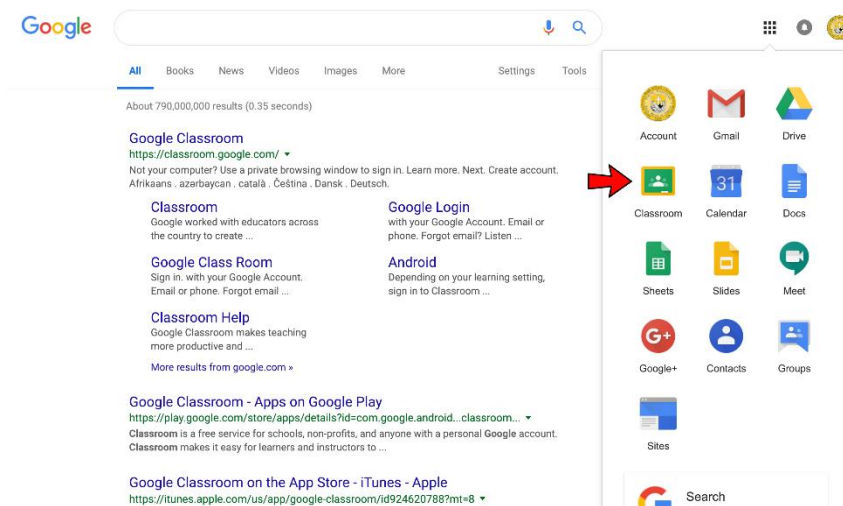 Google
All Books News Videos Images More Settings Tools
About 790,000,000 results (0.35 seconds)
Google Classroom
https://classroom.google.com/
Not your computer? Use a private browsing window to sign in. Learn more. Next. Create account.
Afrikaans . azərbaycan . català . Čeština . Dansk . Deutsch.
Classroom
Google worked with educators across
the country to create ...
Google Login
with your Google Account. Email or
phone. Forgot email? Listen ...
Google Class Room
Sign in. with your Google Account.
Email or phone. Forgot email ...
Android
Depending on your learning setting,
sign in to Classroom ...
Classroom Help
Google Classroom makes teaching
more productive and ...
More results from google.com »
Google Classroom - Apps on Google Play
https://play.google.com/store/apps/details?id=com.google.android...classroom...
Classroom is a free service for schools, non-profits, and anyone with a personal Google account.
Classroom makes it easy for learners and instructors to ...
Google Classroom on the App Store - iTunes - Apple
https://itunes.apple.com/us/app/google-classroom/id924620788?mt=8
Account Gmail Drive
31
Classroom Calendar Docs
Sheets Slides Meet
G+
Google+ Contacts Groups
Sites
Search